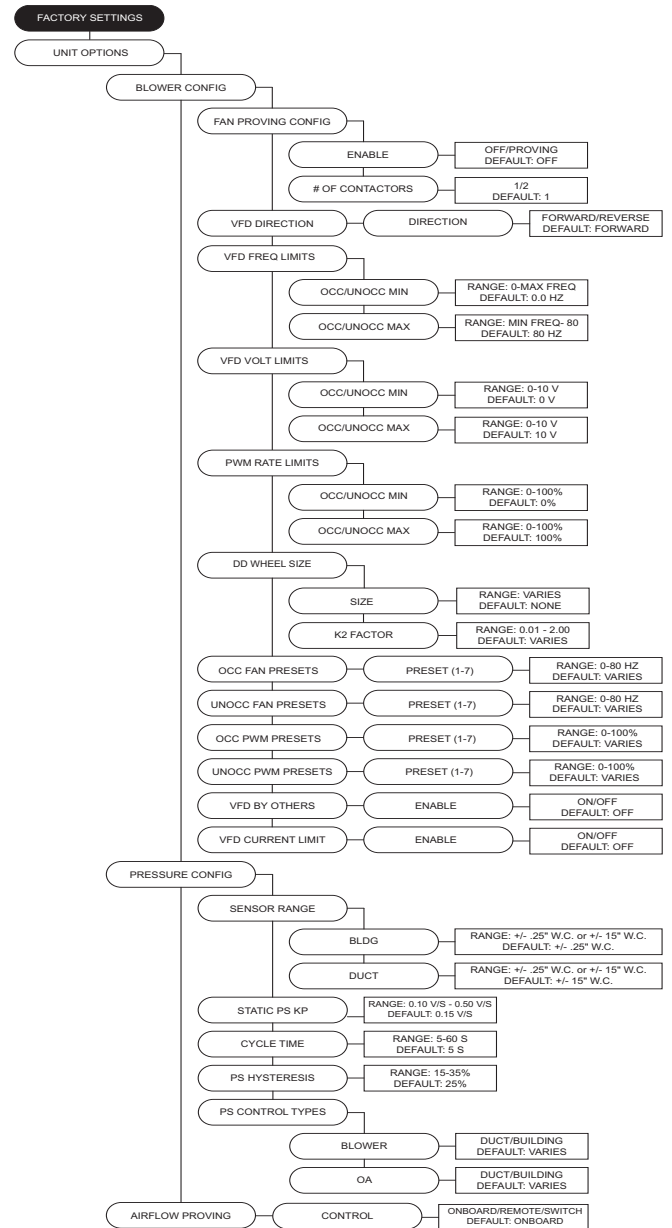 FACTORY SETTINGS
UNIT OPTIONS
BLOWER CONFIG
FAN PROVING CONFIG
ENABLE
OFF/PROVING
DEFAULT: OFF
# OF CONTACTORS
1/2
DEFAULT: 1
VFD DIRECTION
DIRECTION
FORWARD/REVERSE
DEFAULT: FORWARD
VFD FREQ LIMITS
OCC/UNOCC MIN
RANGE: 0-MAX FREQ
DEFAULT: 0.0 HZ
OCC/UNOCC MAX
RANGE: MIN FREQ- 80
DEFAULT: 80 HZ
VFD VOLT LIMITS
OCC/UNOCC MIN
RANGE: 0-10 V
DEFAULT: 0 V
OCC/UNOCC MAX
RANGE: 0-10 V
DEFAULT: 10 V
PWM RATE LIMITS
OCC/UNOCC MIN
RANGE: 0-100%
DEFAULT: 0%
OCC/UNOCC MAX
RANGE: 0-100%
DEFAULT: 100%
DD WHEEL SIZE
SIZE
RANGE: VARIES
DEFAULT: NONE
K2 FACTOR
RANGE: 0.01 - 2.00
DEFAULT: VARIES
OCC FAN PRESETS
PRESET (1-7)
RANGE: 0-80 HZ
DEFAULT: VARIES
UNOCC FAN PRESETS
PRESET (1-7)
RANGE: 0-80 HZ
DEFAULT: VARIES
OCC PWM PRESETS
PRESET (1-7)
RANGE: 0-100%
DEFAULT: VARIES
UNOCC PWM PRESETS
PRESET (1-7)
RANGE: 0-100%
DEFAULT: VARIES
VFD BY OTHERS
ENABLE
ON/OFF
DEFAULT: OFF
VFD CURRENT LIMIT
ENABLE
ON/OFF
DEFAULT: OFF
PRESSURE CONFIG
SENSOR RANGE
BLDG
RANGE: +/- .25" W.C. or +/- 15" W.C.
DEFAULT: +/- .25" W.C.
DUCT
RANGE: +/- .25" W.C. or +/- 15" W.C.
DEFAULT: +/- 15" W.C.
STATIC PS KP
RANGE: 0.10 V/S - 0.50 V/S
DEFAULT: 0.15 V/S
CYCLE TIME
RANGE: 5-60 S
DEFAULT: 5 S
PS HYSTERESIS
RANGE: 15-35%
DEFAULT: 25%
PS CONTROL TYPES
BLOWER
DUCT/BUILDING
DEFAULT: VARIES
OA
DUCT/BUILDING
DEFAULT: VARIES
AIRFLOW PROVING
CONTROL
ONBOARD/REMOTE/SWITCH
DEFAULT: ONBOARD